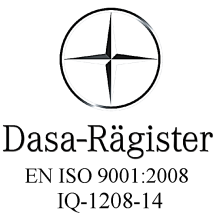 Dasa-Rägister
EN ISO 9001:2008
IQ-1208-14